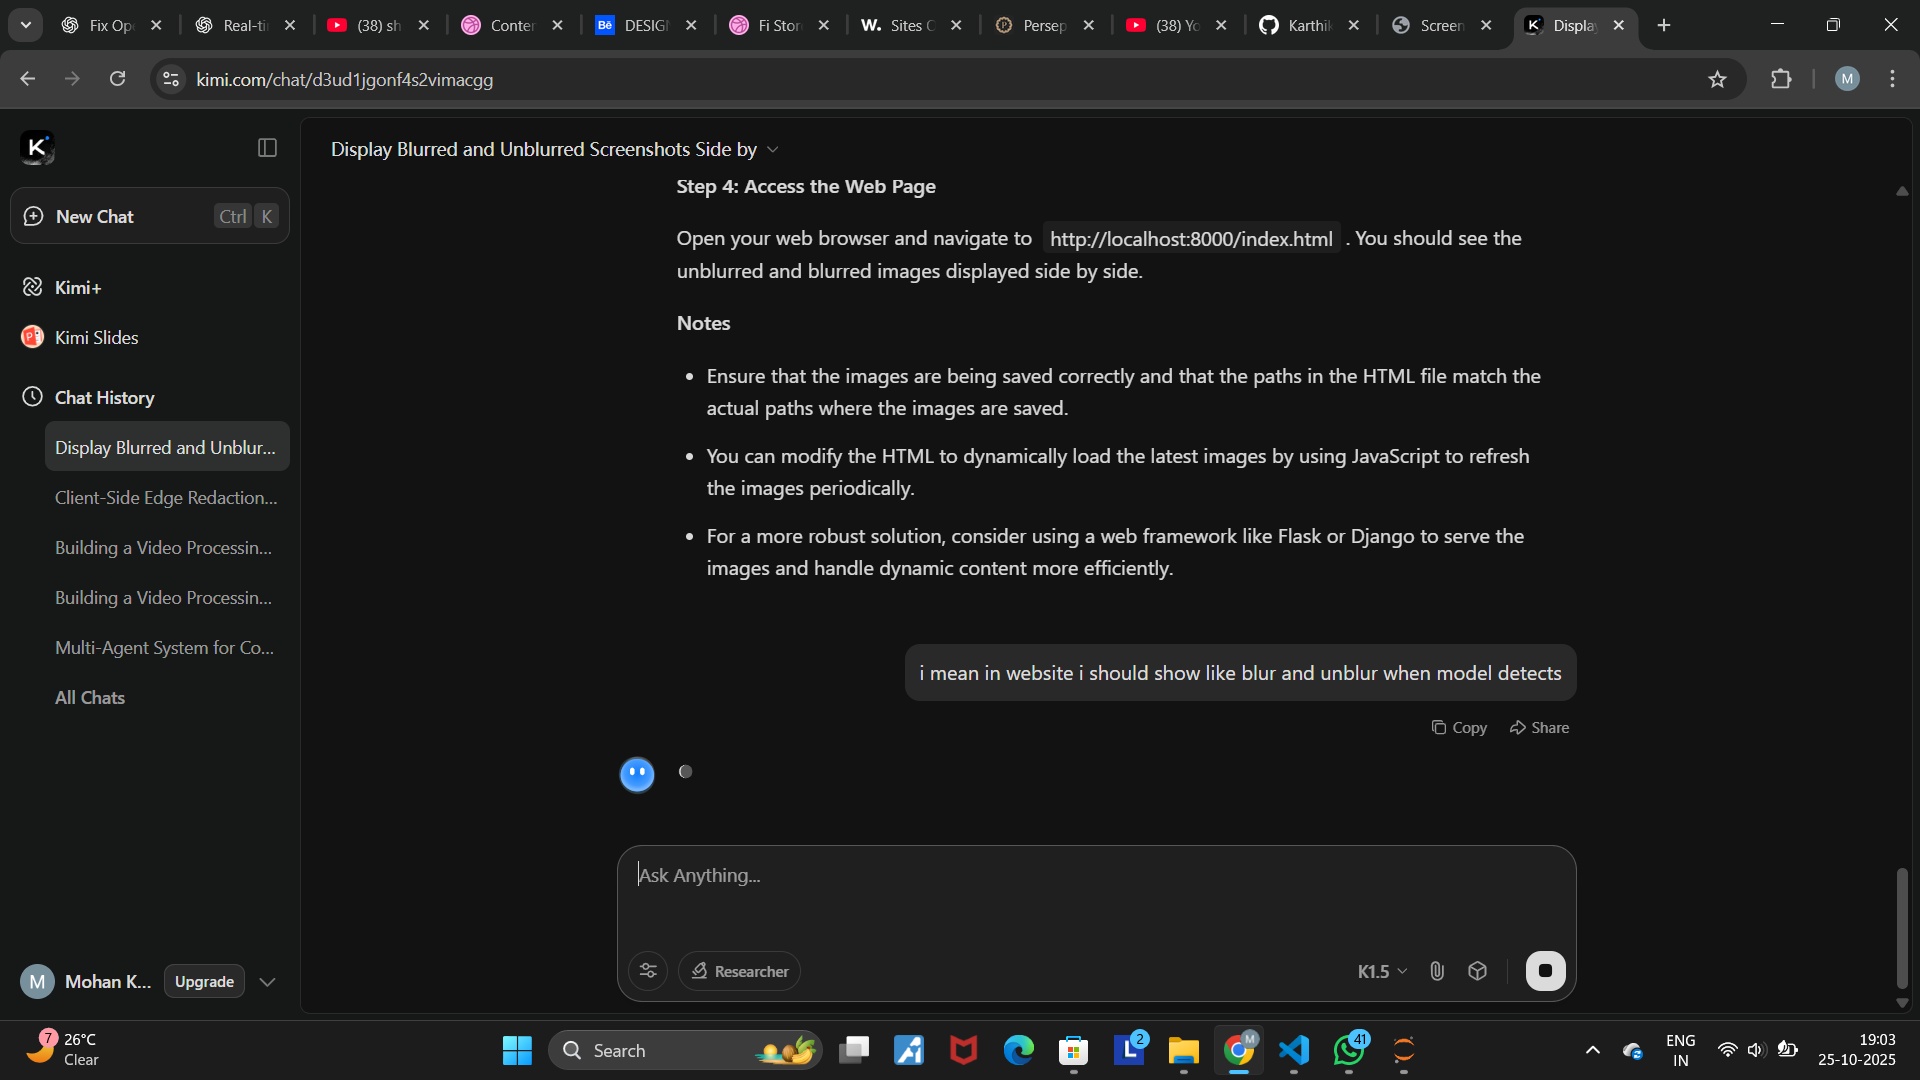 Fix Op
Real-ti
(38) sh
Conter
Bē
DESIGN
Fi Stor
W.
Sites
Persep
(38) Yo
Karthik
Screen
Display
kimi.com/chat/d3ud1jgonf4s2vimacgg
M
K
New Chat
Ctrl K
Kimi+
Kimi Slides
Chat History
Display Blurred and Unblur...
Client-Side Edge Redaction...
Building a Video Processin...
Building a Video Processin...
Multi-Agent System for Co...
All Chats
M
Mohan K...
Upgrade
Display Blurred and Unblurred Screenshots Side by
Step 4: Access the Web Page
Open your web browser and navigate to http://localhost:8000/index.html . You should see the
unblurred and blurred images displayed side by side.
Notes
• Ensure that the images are being saved correctly and that the paths in the HTML file match the
actual paths where the images are saved.
• You can modify the HTML to dynamically load the latest images by using JavaScript to refresh
the images periodically.
• For a more robust solution, consider using a web framework like Flask or Django to serve the
images and handle dynamic content more efficiently.
i mean in website i should show like blur and unblur when model detects
Copy
Share
Ask Anything...
Researcher
K1.5
7
26°C
Clear
Search
L
2
M
41
ENG
IN
19:03
25-10-2025